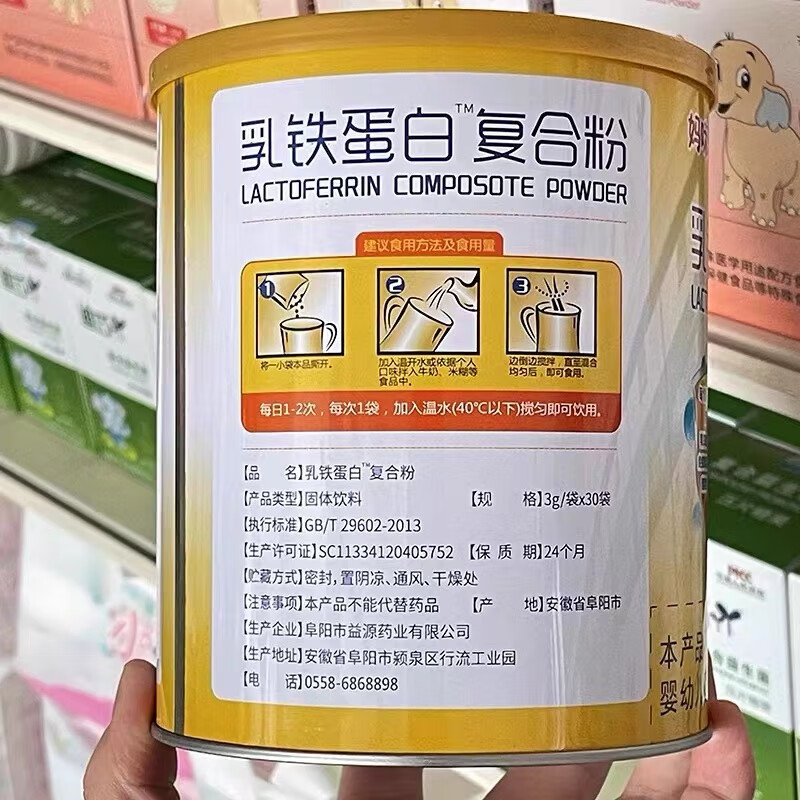 乳铁蛋白™复合粉
LACTOFERRIN COMPOSOTE POWDER
建议食用方法及食用量
1 2 3
将一小袋本品撕开。
加入温开水或依据个人
口味拌入牛奶、米糊等
食品中。
边倒边搅拌，直至混合
均匀后，即可食用。
每日1-2次，每次1袋，加入温水(40℃以下)搅匀即可饮用。
【品 名】乳铁蛋白™复合粉
【产品类型】固体饮料 【规 格】3g/袋x30袋
【执行标准】GB/T 29602-2013
【生产许可证】SC11334120405752 【保 质 期】24个月
【贮藏方式】密封，置阴凉、通风、干燥处
【注意事项】本产品不能代替药品 【产 地】安徽省阜阳市
【生产企业】阜阳市益源药业有限公司
【生产地址】安徽省阜阳市颍泉区行流工业园
【电 话】0558-6868898
本产品
婴幼儿